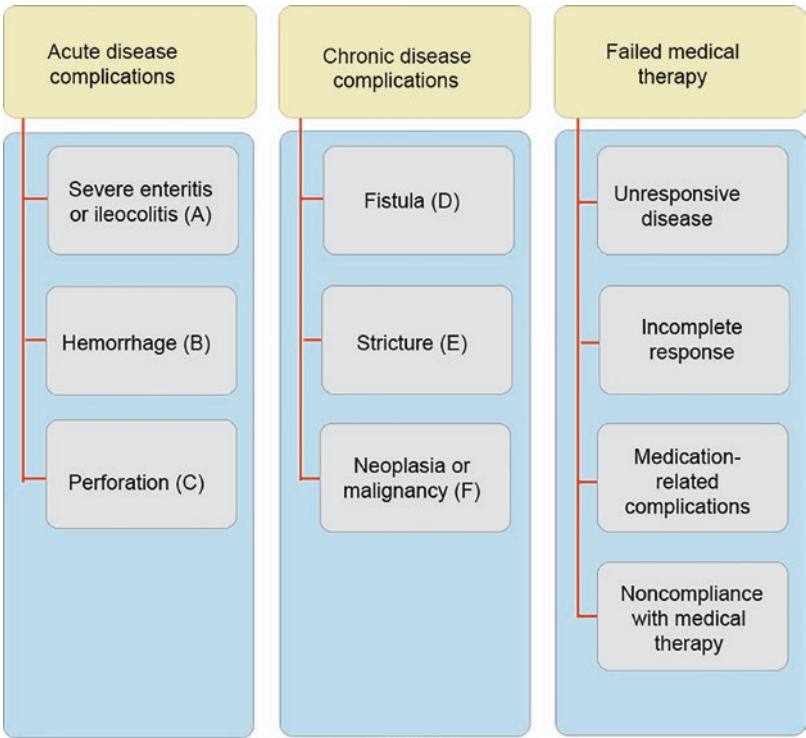 Acute disease
complications
Severe enteritis
or ileocolitis (A)
Hemorrhage (B)
Perforation (C)
Chronic disease
complications
Fistula (D)
Stricture (E)
Neoplasia or
malignancy (F)
Failed medical
therapy
Unresponsive
disease
Incomplete
response
Medication-
related
complications
Noncompliance
with medical
therapy